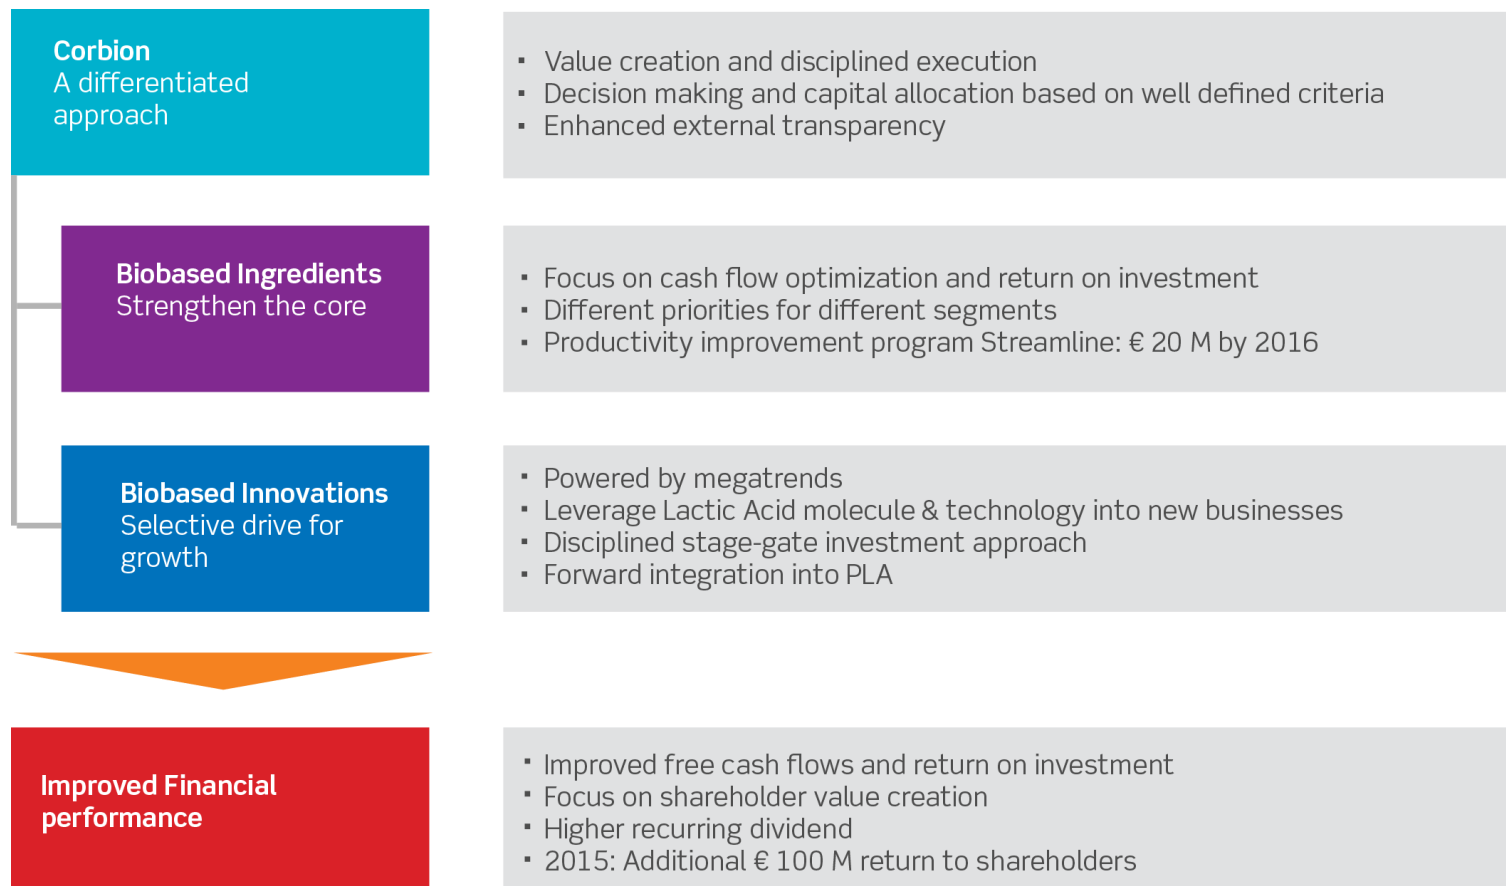 Corbion
A differentiated
approach
▪ Value creation and disciplined execution
▪ Decision making and capital allocation based on well defined criteria
▪ Enhanced external transparency
Biobased Ingredients
Strengthen the core
▪ Focus on cash flow optimization and return on investment
▪ Different priorities for different segments
▪ Productivity improvement program Streamline: € 20 M by 2016
Biobased Innovations
Selective drive for
growth
▪ Powered by megatrends
▪ Leverage Lactic Acid molecule & technology into new businesses
▪ Disciplined stage-gate investment approach
▪ Forward integration into PLA
Improved Financial
performance
▪ Improved free cash flows and return on investment
▪ Focus on shareholder value creation
▪ Higher recurring dividend
▪ 2015: Additional € 100 M return to shareholders